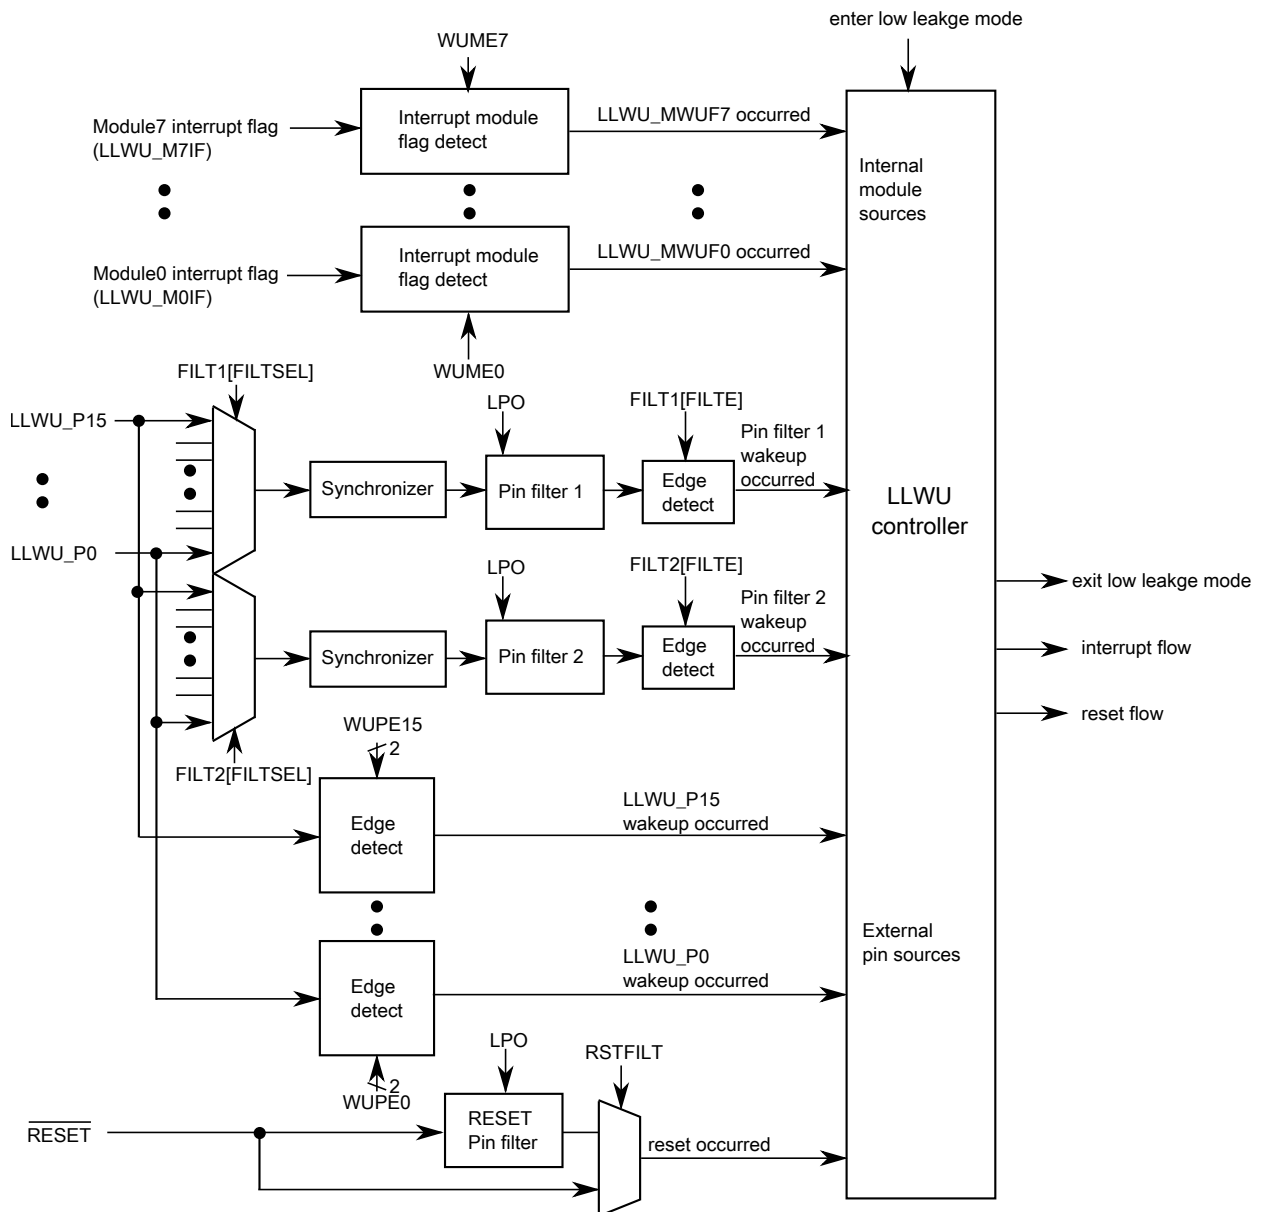 enter low leakge mode
WUME7
Module7 interrupt flag
(LLWU_M7IF)
Interrupt module
flag detect
LLWU_MWUF7 occurred
Internal
module
sources
Module0 interrupt flag
(LLWU_M0IF)
Interrupt module
flag detect
LLWU_MWUF0 occurred
WUME0
FILT1[FILTSEL]
LLWU_P15
LPO
FILT1[FILTE]
Pin filter 1
wakeup
occurred
Synchronizer
Pin filter 1
Edge
detect
LLWU
controller
LLWU_P0
LPO
FILT2[FILTE]
Pin filter 2
wakeup
occurred
Synchronizer
Pin filter 2
Edge
detect
exit low leakge mode
interrupt flow
reset flow
FILT2[FILTSEL]
WUPE15
2
Edge
detect
LLWU_P15
wakeup occurred
External
pin sources
Edge
detect
LLWU_P0
wakeup occurred
2
WUPE0
LPO
RSTFILT
RESET
RESET
Pin filter
reset occurred